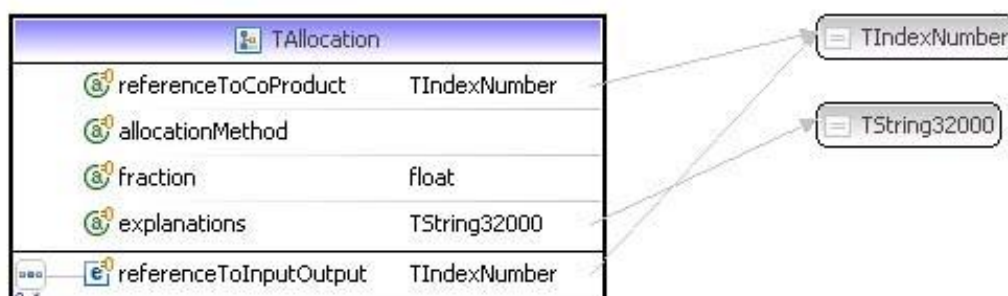 TAllocation
referenceToCoProduct TIndexNumber
allocationMethod
fraction float
explanations TString32000
referenceToInputOutput TIndexNumber
TIndexNumber
TString32000